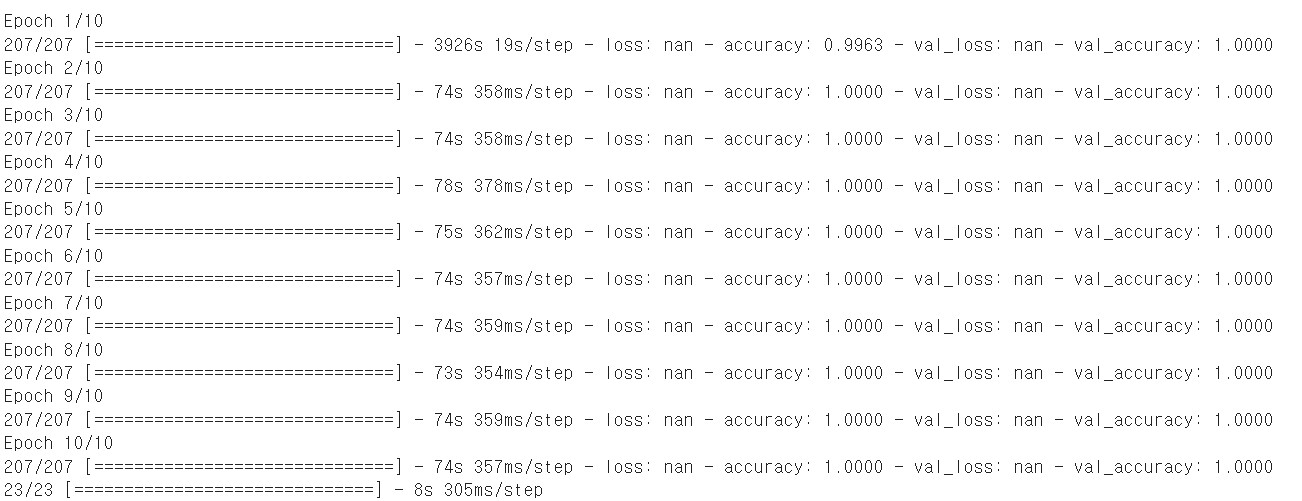 Epoch 1/10
207/207 [==============================] - 3926s 19s/step - loss: nan - accuracy: 0.9963 - val_loss: nan - val_accuracy: 1.0000
Epoch 2/10
207/207 [==============================] - 74s 358ms/step - loss: nan - accuracy: 1.0000 - val_loss: nan - val_accuracy: 1.0000
Epoch 3/10
207/207 [==============================] - 74s 358ms/step - loss: nan - accuracy: 1.0000 - val_loss: nan - val_accuracy: 1.0000
Epoch 4/10
207/207 [==============================] - 78s 378ms/step - loss: nan - accuracy: 1.0000 - val_loss: nan - val_accuracy: 1.0000
Epoch 5/10
207/207 [==============================] - 75s 362ms/step - loss: nan - accuracy: 1.0000 - val_loss: nan - val_accuracy: 1.0000
Epoch 6/10
207/207 [==============================] - 74s 357ms/step - loss: nan - accuracy: 1.0000 - val_loss: nan - val_accuracy: 1.0000
Epoch 7/10
207/207 [==============================] - 74s 359ms/step - loss: nan - accuracy: 1.0000 - val_loss: nan - val_accuracy: 1.0000
Epoch 8/10
207/207 [==============================] - 73s 354ms/step - loss: nan - accuracy: 1.0000 - val_loss: nan - val_accuracy: 1.0000
Epoch 9/10
207/207 [==============================] - 74s 359ms/step - loss: nan - accuracy: 1.0000 - val_loss: nan - val_accuracy: 1.0000
Epoch 10/10
207/207 [==============================] - 74s 357ms/step - loss: nan - accuracy: 1.0000 - val_loss: nan - val_accuracy: 1.0000
23/23 [==============================] - 8s 305ms/step